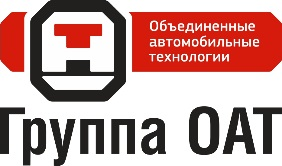 Объединенные
автомобильные
технологии
Группа ОАТ